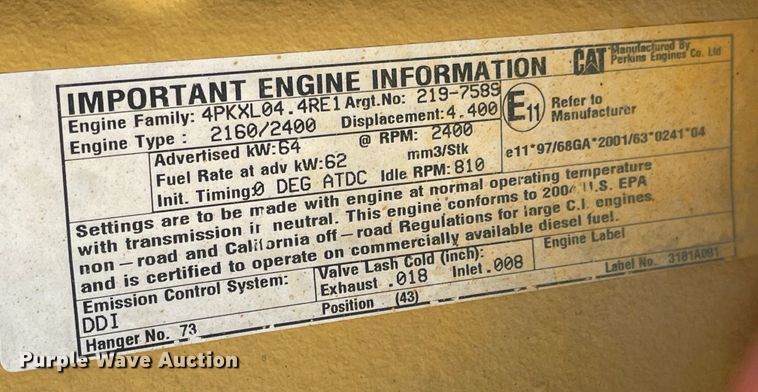 IMPORTANT ENGINE INFORMATION
CAT Manufactured By
Perkins Engines Co. Ltd
Engine Family: 4PKXL04.4RE1 Argt.No: 219-7589
Engine Type : 2160/2400 Displacement:4.400
E11 Refer to
Manufacturer
Advertised kW:64 @ RPM: 2400
Fuel Rate at adv kW:62 mm3/Stk
Init. Timing:0 DEG ATDC Idle RPM:810
e11*97/68GA*2001/63*0241*04
Settings are to be made with engine at normal operating temperature
with transmission in neutral. This engine conforms to 2004 U.S. EPA
non – road and California off – road Regulations for large C.I. engines,
and is certified to operate on commercially available diesel fuel.
Emission Control System:
DDI
Valve Lash Cold (inch):
Exhaust .018 Inlet .008
Engine Label
Label No. 3181A081
Hanger No. 73 Position (43)
Purple Wave Auction